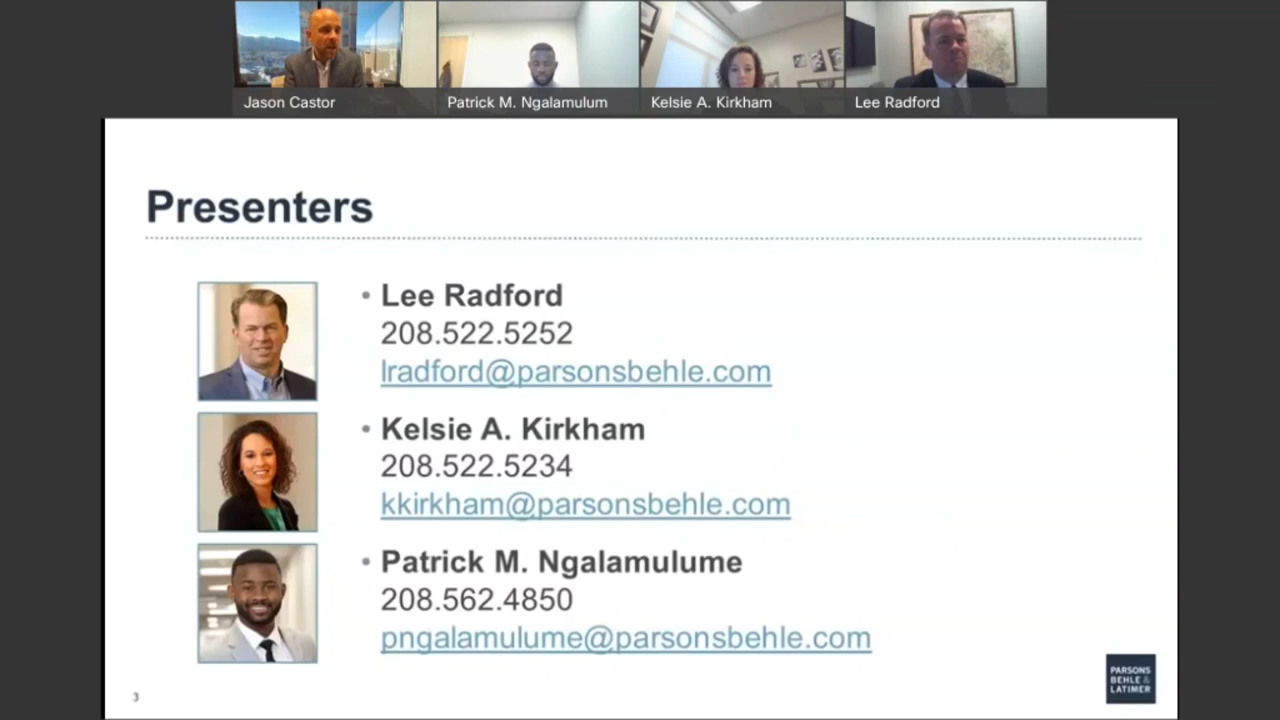 Jason Castor
Patrick M. Ngalamulum
Kelsie A. Kirkham
Lee Radford
Presenters
• Lee Radford
208.522.5252
lradford@parsonsbehle.com
• Kelsie A. Kirkham
208.522.5234
kkirkham@parsonsbehle.com
• Patrick M. Ngalamulume
208.562.4850
pngalamulume@parsonsbehle.com
3
PARSONS
BEHLE &
LATIMER